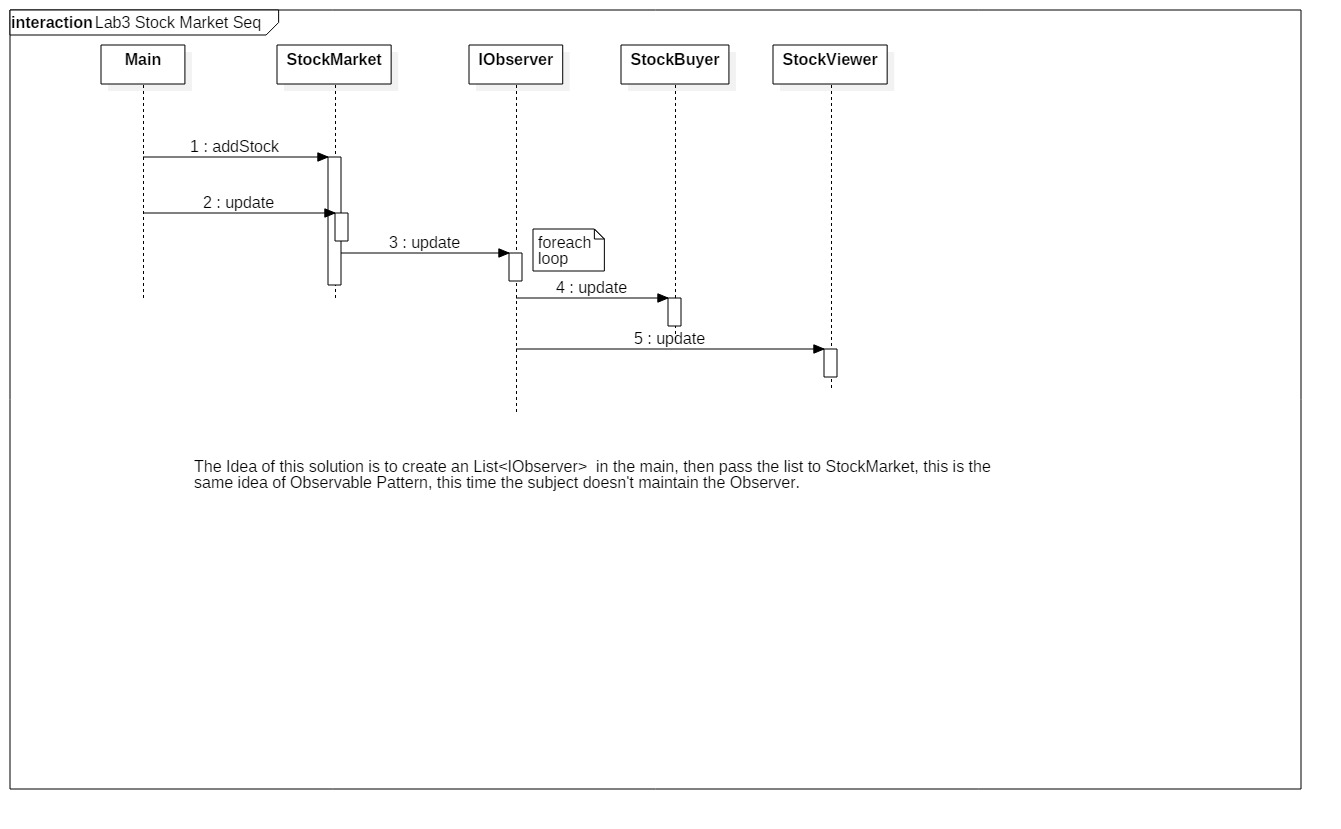 interaction Lab3 Stock Market Seq
Main
StockMarket
IObserver
StockBuyer
StockViewer
1 : addStock
2 : update
3 : update
foreach
loop
4 : update
5 : update
The Idea of this solution is to create an List<IObserver>  in the main, then pass the list to StockMarket, this is the
same idea of Observable Pattern, this time the subject doesn't maintain the Observer.